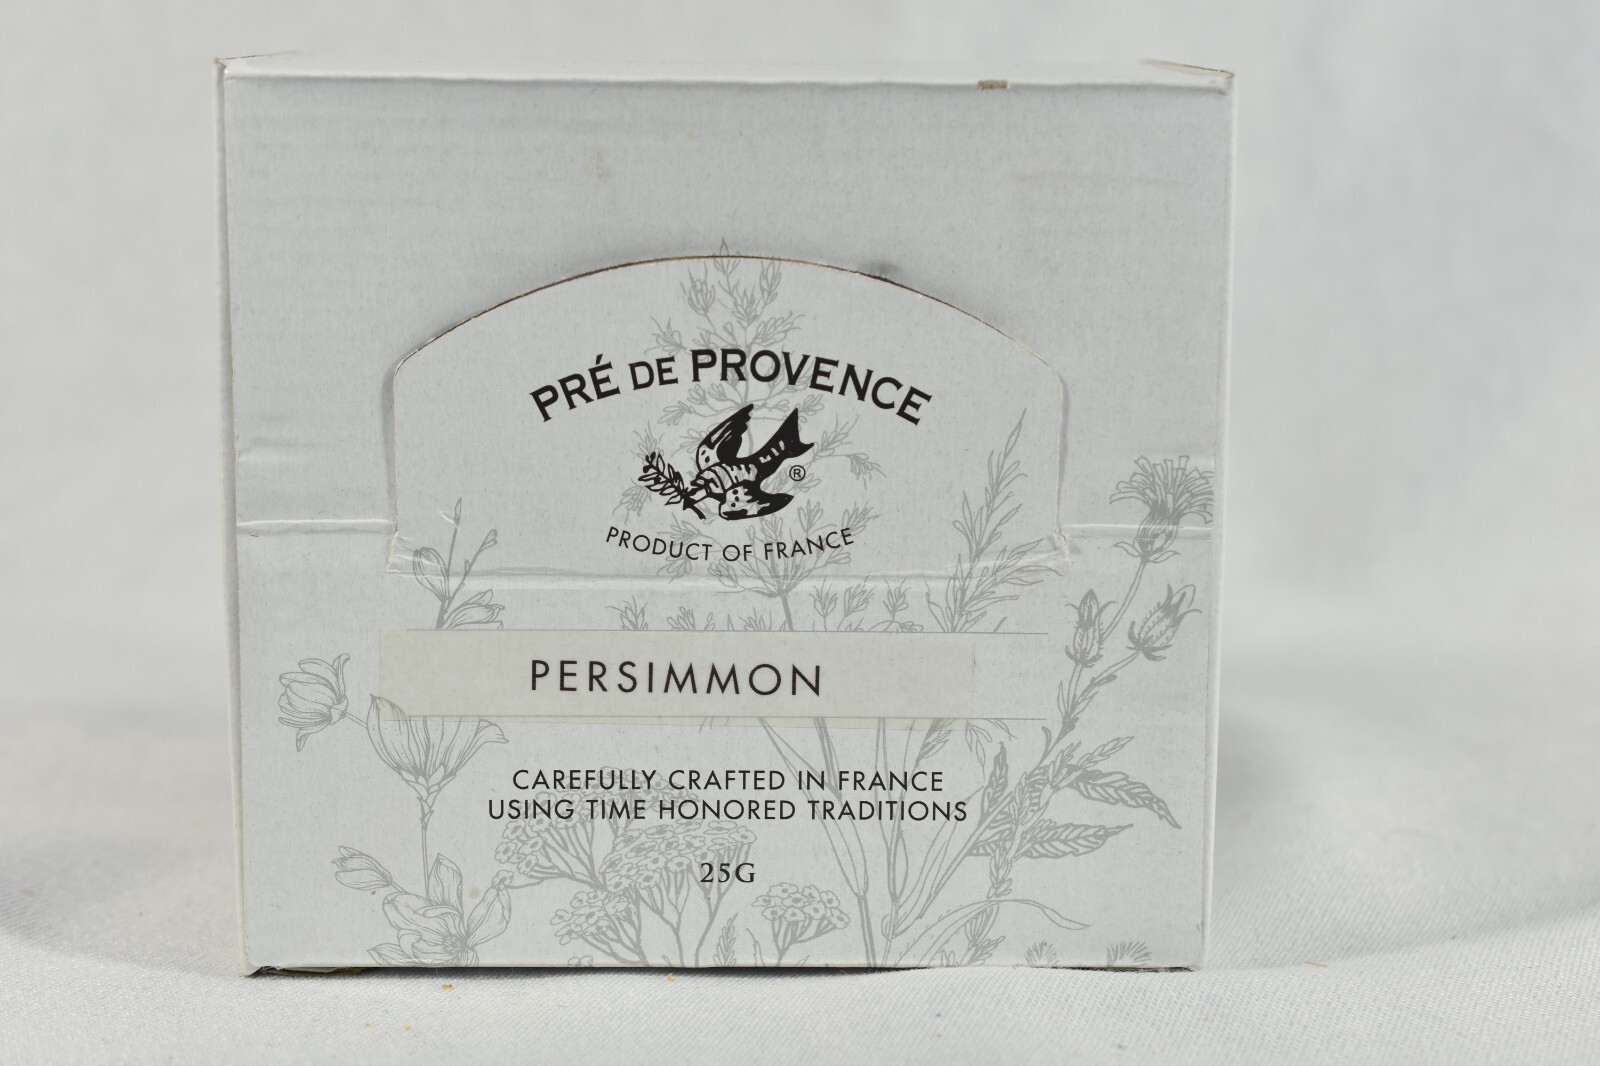 PRÉ DE PROVENCE
®
PRODUCT OF FRANCE
PERSIMMON
CAREFULLY CRAFTED IN FRANCE
USING TIME HONORED TRADITIONS
25G